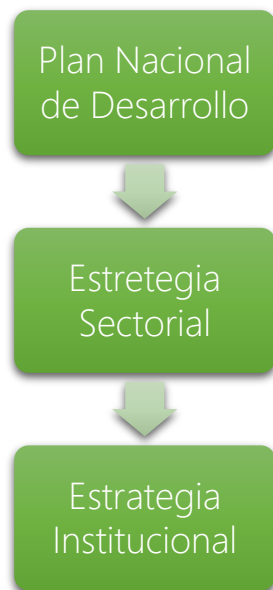 Plan Nacional
de Desarrollo
Estretegia
Sectorial
Estrategia
Institucional